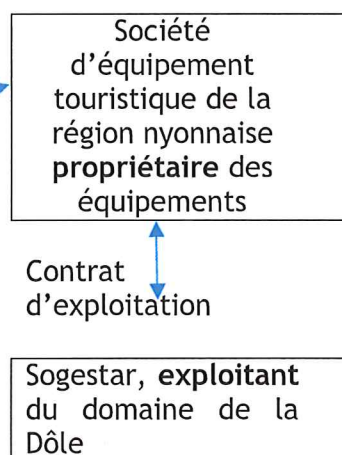 Société
d’équipement
touristique de la
région nyonnaise
propriétaire des
équipements
Contrat
d’exploitation
Sogestar, exploitant
du domaine de la
Dôle